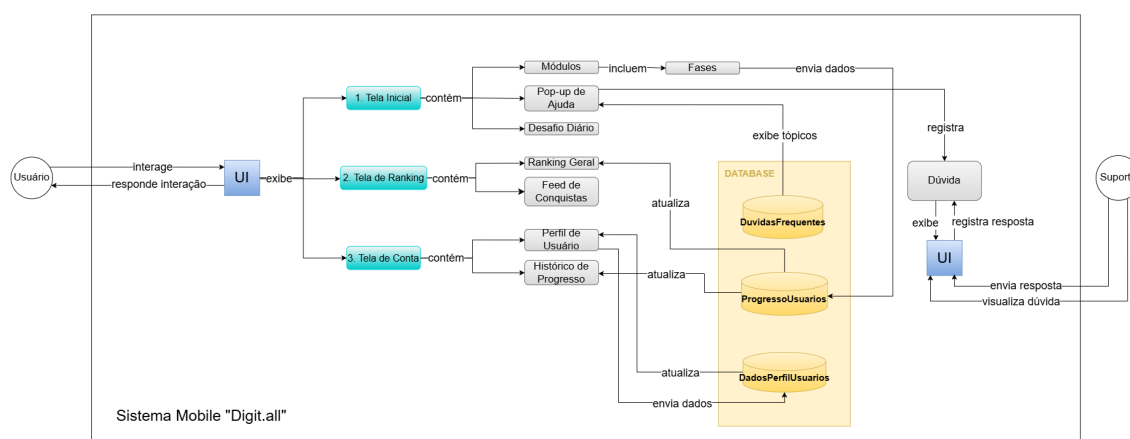 Módulos
incluem
Fases
envia dados
1. Tela Inicial
contém
Pop-up de
Ajuda
Desafio Diário
exibe tópicos
registra
Usuário
interage
responde interação
UI
exibe
2. Tela de Ranking
contém
Ranking Geral
Feed de
Conquistas
atualiza
DATABASE
DuvidasFrequentes
Dúvida
Suport
exibe
registra resposta
UI
3. Tela de Conta
contém
Perfil de
Usuário
Histórico de
Progresso
atualiza
ProgressoUsuarios
envia resposta
visualiza dúvida
atualiza
DadosPerfilUsuarios
envia dados
Sistema Mobile "Digit.all"